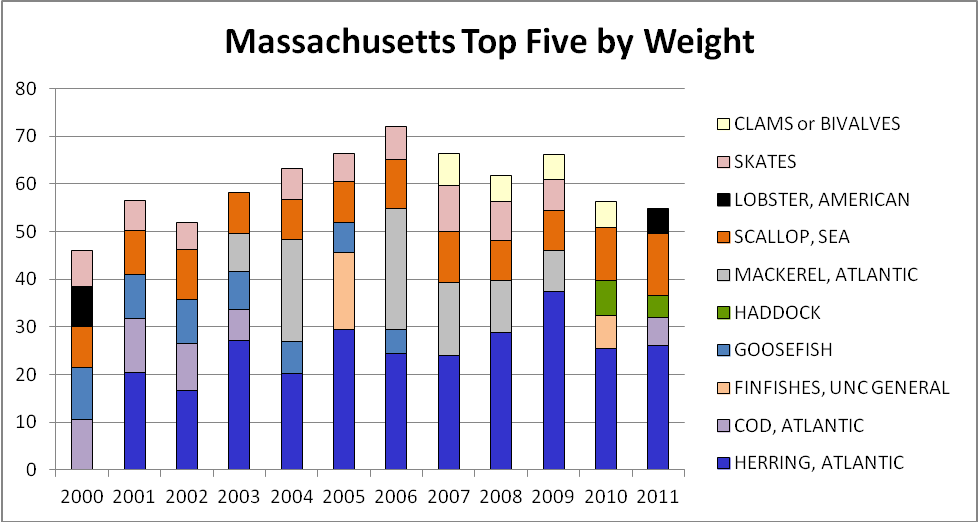 Massachusetts Top Five by Weight
80
70
60
50
40
30
20
10
0
2000 2001 2002 2003 2004 2005 2006 2007 2008 2009 2010 2011
CLAMS or BIVALVES
SKATES
LOBSTER, AMERICAN
SCALLOP, SEA
MACKEREL, ATLANTIC
HADDOCK
GOOSEFISH
FINFISHES, UNC GENERAL
COD, ATLANTIC
HERRING, ATLANTIC